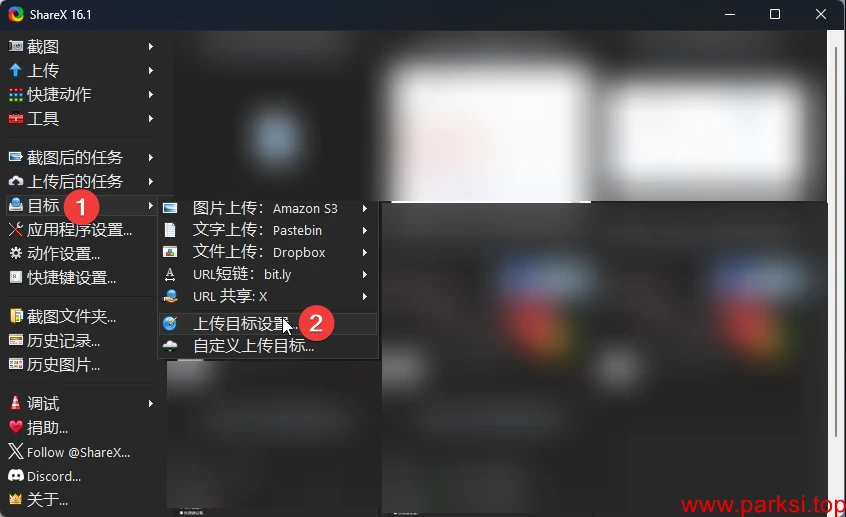 ShareX 16.1
截图
上传
快捷动作
工具
截图后的任务
上传后的任务
目标
1
应用程序设置...
动作设置...
快捷键设置...
截图文件夹...
历史记录...
历史图片...
调试
捐助...
Follow @ShareX...
Discord...
关于...
图片上传：Amazon S3
文字上传：Pastebin
文件上传：Dropbox
URL短链：bit.ly
URL 共享: X
上传目标设置...
2
自定义上传目标...
www.parksi.top